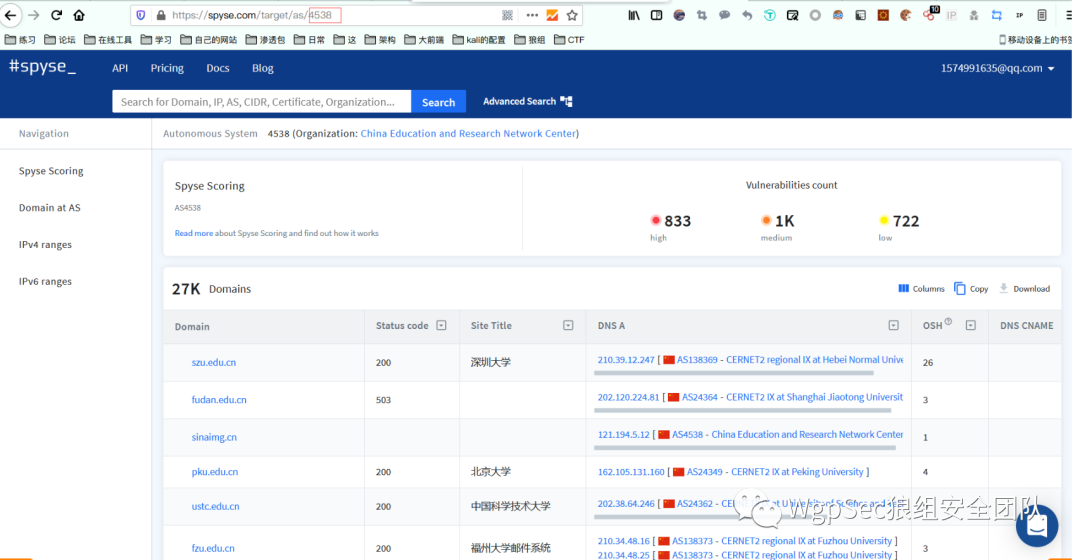 https://spyse.com/target/as/4538
10
IP
IP
练习 论坛 在线工具 学习 自己的网站 渗透包 日常 这 架构 大前端 kali的配置 狼组 CTF 移动设备上的书签
#spyse_ API Pricing Docs Blog 1574991635@qq.com
Search for Domain, IP, AS, CIDR, Certificate, Organization... Search Advanced Search
Navigation Autonomous System 4538 (Organization: China Education and Research Network Center)
Spyse Scoring
Domain at AS
IPv4 ranges
IPv6 ranges
Spyse Scoring
AS4538
Read more about Spyse Scoring and find out how it works
Vulnerabilities count
833 1K 722
high medium low
27K Domains Columns Copy Download
Domain Status code Site Title DNS A OSH DNS CNAME
szu.edu.cn 200 深圳大学 210.39.12.247 [ AS138369 - CERNET2 regional IX at Hebei Normal Unive 26
fudan.edu.cn 503 202.120.224.81 [ AS24364 - CERNET2 IX at Shanghai Jiaotong Universit 3
sinaimg.cn 121.194.5.12 [ AS4538 - China Education and Research Network Center 1
pku.edu.cn 200 北京大学 162.105.131.160 [ AS24349 - CERNET2 IX at Peking University ] 4
ustc.edu.cn 200 中国科学技术大学 202.38.64.246 [ AS24362 - CERNET2 IX at University of Science and
WgpSec狼组安全团队
fzu.edu.cn 200 福州大学邮件系统 210.34.48.16 [ AS138373 - CERNET2 regional IX at Fuzhou University ] 3
210.34.48.25 [ AS138373 - CERNET2 regional IX at Fuzhou University ]